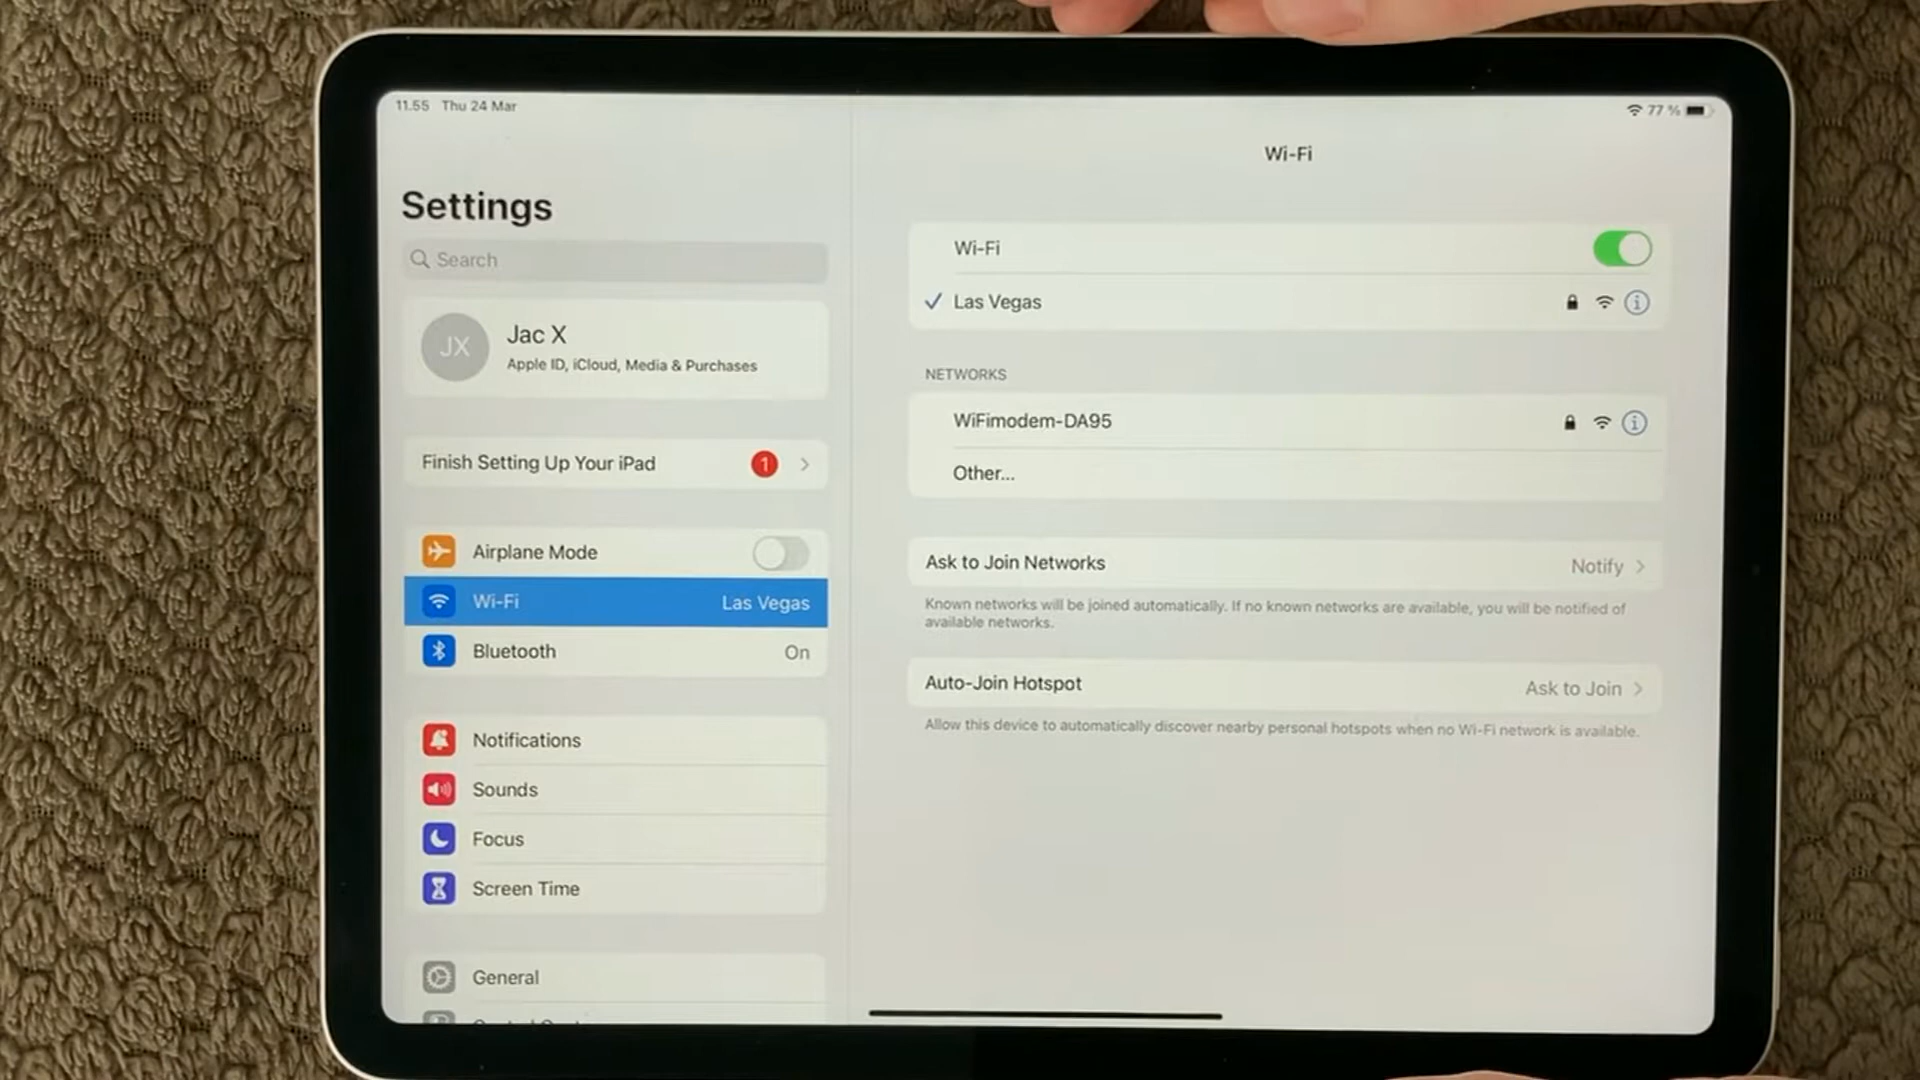 11.55 Thu 24 Mar
77 %
Settings
Search
JX
Jac X
Apple ID, iCloud, Media & Purchases
Finish Setting Up Your iPad 1
Airplane Mode
Wi-Fi Las Vegas
Bluetooth On
Notifications
Sounds
Focus
Screen Time
General
Wi-Fi
Wi-Fi
Las Vegas
NETWORKS
WiFimodem-DA95
Other...
Ask to Join Networks Notify
Known networks will be joined automatically. If no known networks are available, you will be notified of
available networks.
Auto-Join Hotspot Ask to Join
Allow this device to automatically discover nearby personal hotspots when no Wi-Fi network is available.